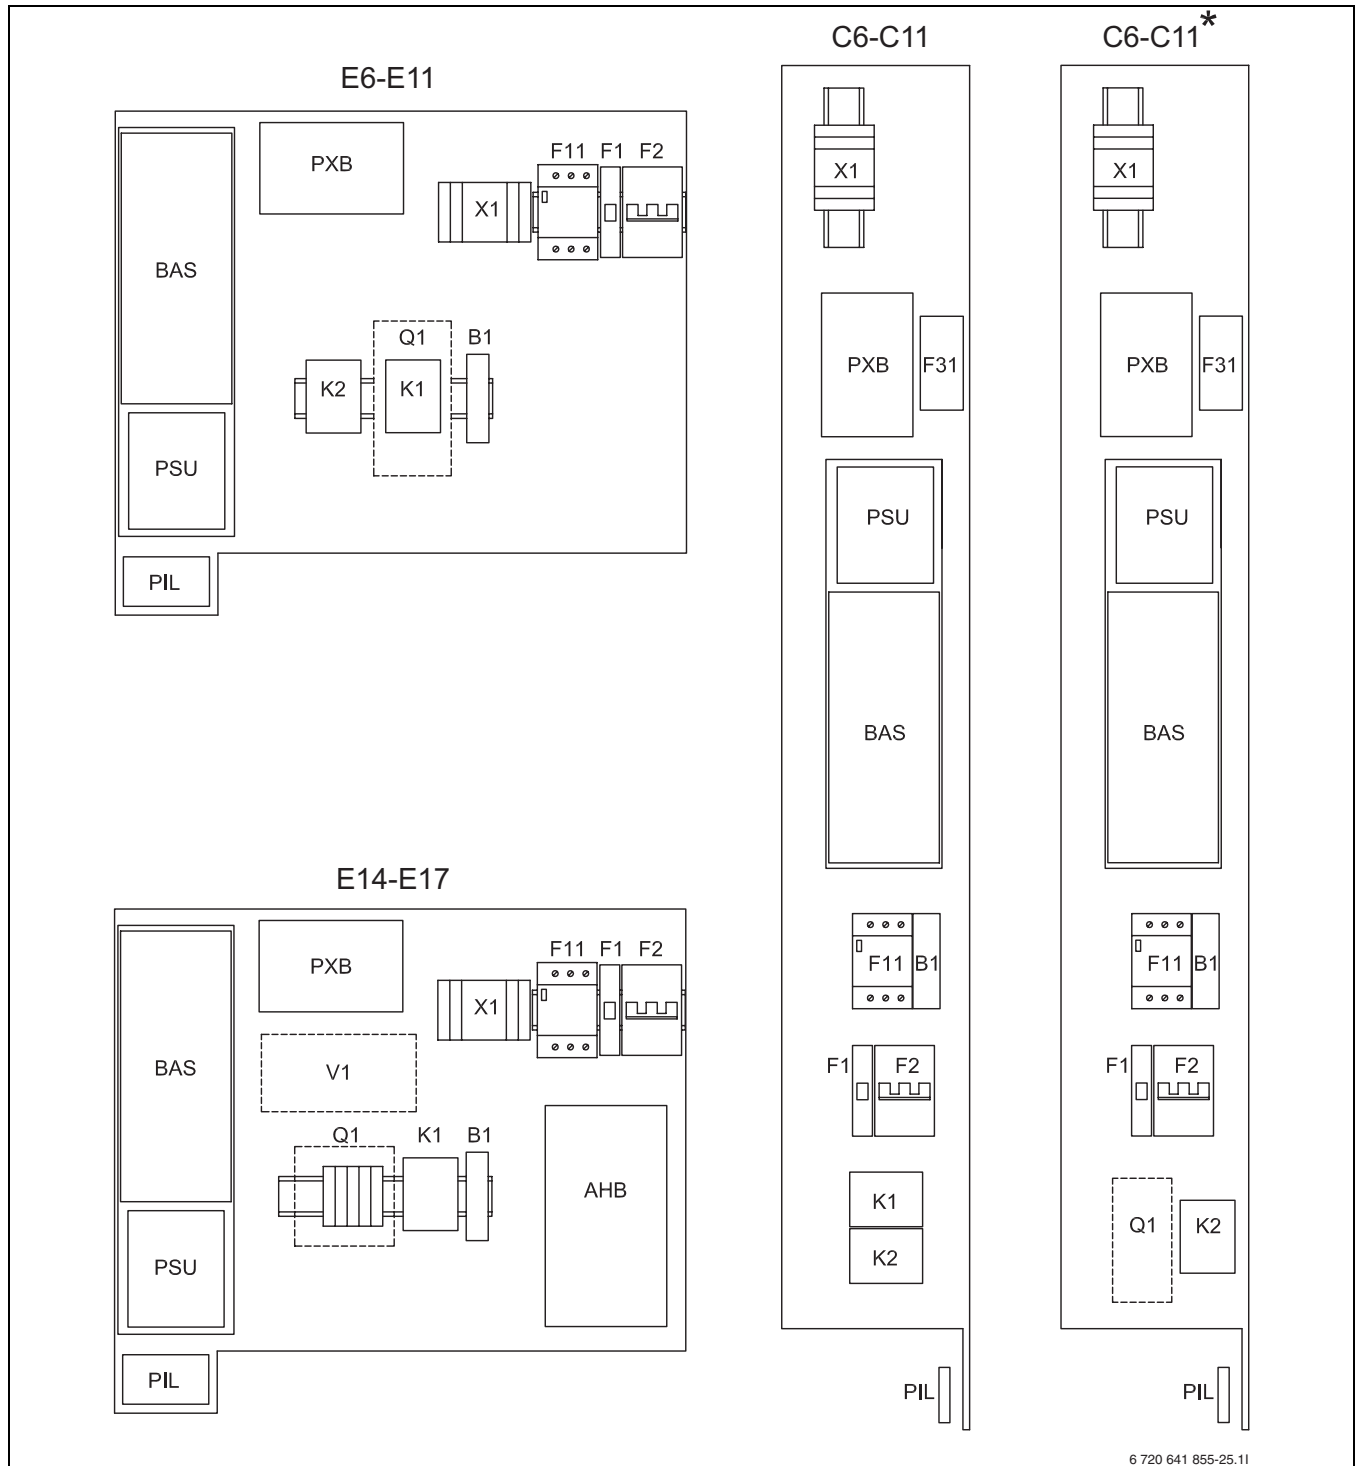 E6-E11
PXB
F11 F1 F2
X1
BAS
Q1 B1
K2 K1
PSU
PIL
E14-E17
PXB
F11 F1 F2
X1
BAS
V1
Q1 K1 B1
AHB
PSU
PIL
C6-C11
X1
PXB F31
PSU
BAS
F11 B1
F1 F2
K1
K2
PIL
C6-C11*
X1
PXB F31
PSU
BAS
F11 B1
F1 F2
Q1 K2
PIL
6 720 641 855-25.1I